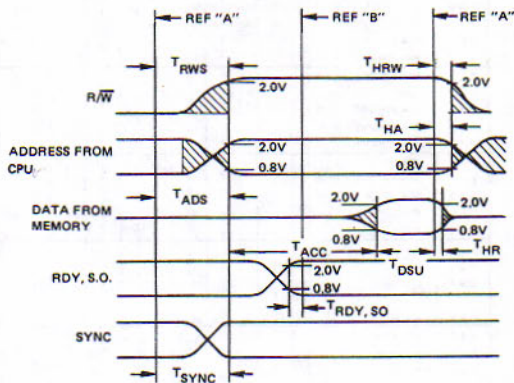 REF "A"
REF "B"
REF "A"
TRWS
THRW
2.0V
2.0V
R/W̅
THA
ADDRESS FROM
CPU
2.0V
0.8V
2.0V
0.8V
TADS
DATA FROM
MEMORY
2.0V
0.8V
2.0V
0.8V
TACC
TDSU
THR
RDY, S.O.
2.0V
0.8V
TRDY, SO
SYNC
TSYNC